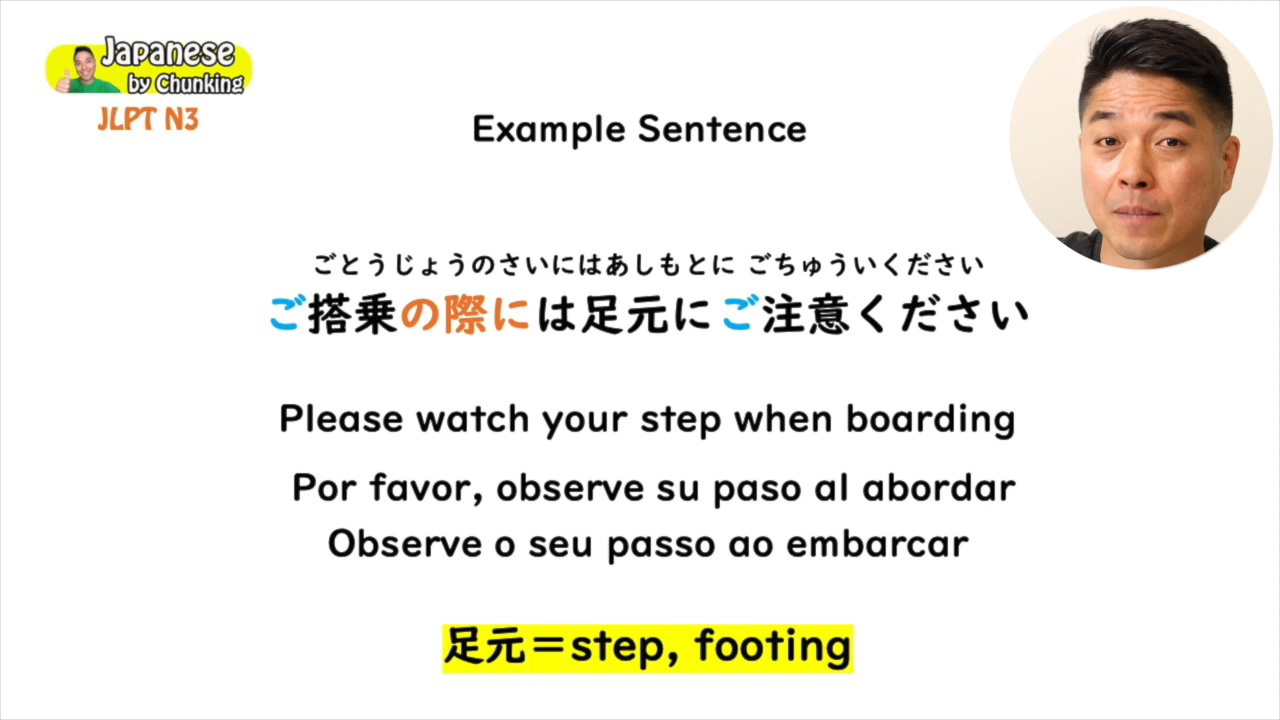 Japanese
by Chunking
JLPT N3
Example Sentence
ごとうじょうのさいにはあしもとに ごちゅういください
ご搭乗の際には足元にご注意ください
Please watch your step when boarding
Por favor, observe su paso al abordar
Observe o seu passo ao embarcar
足元＝step, footing